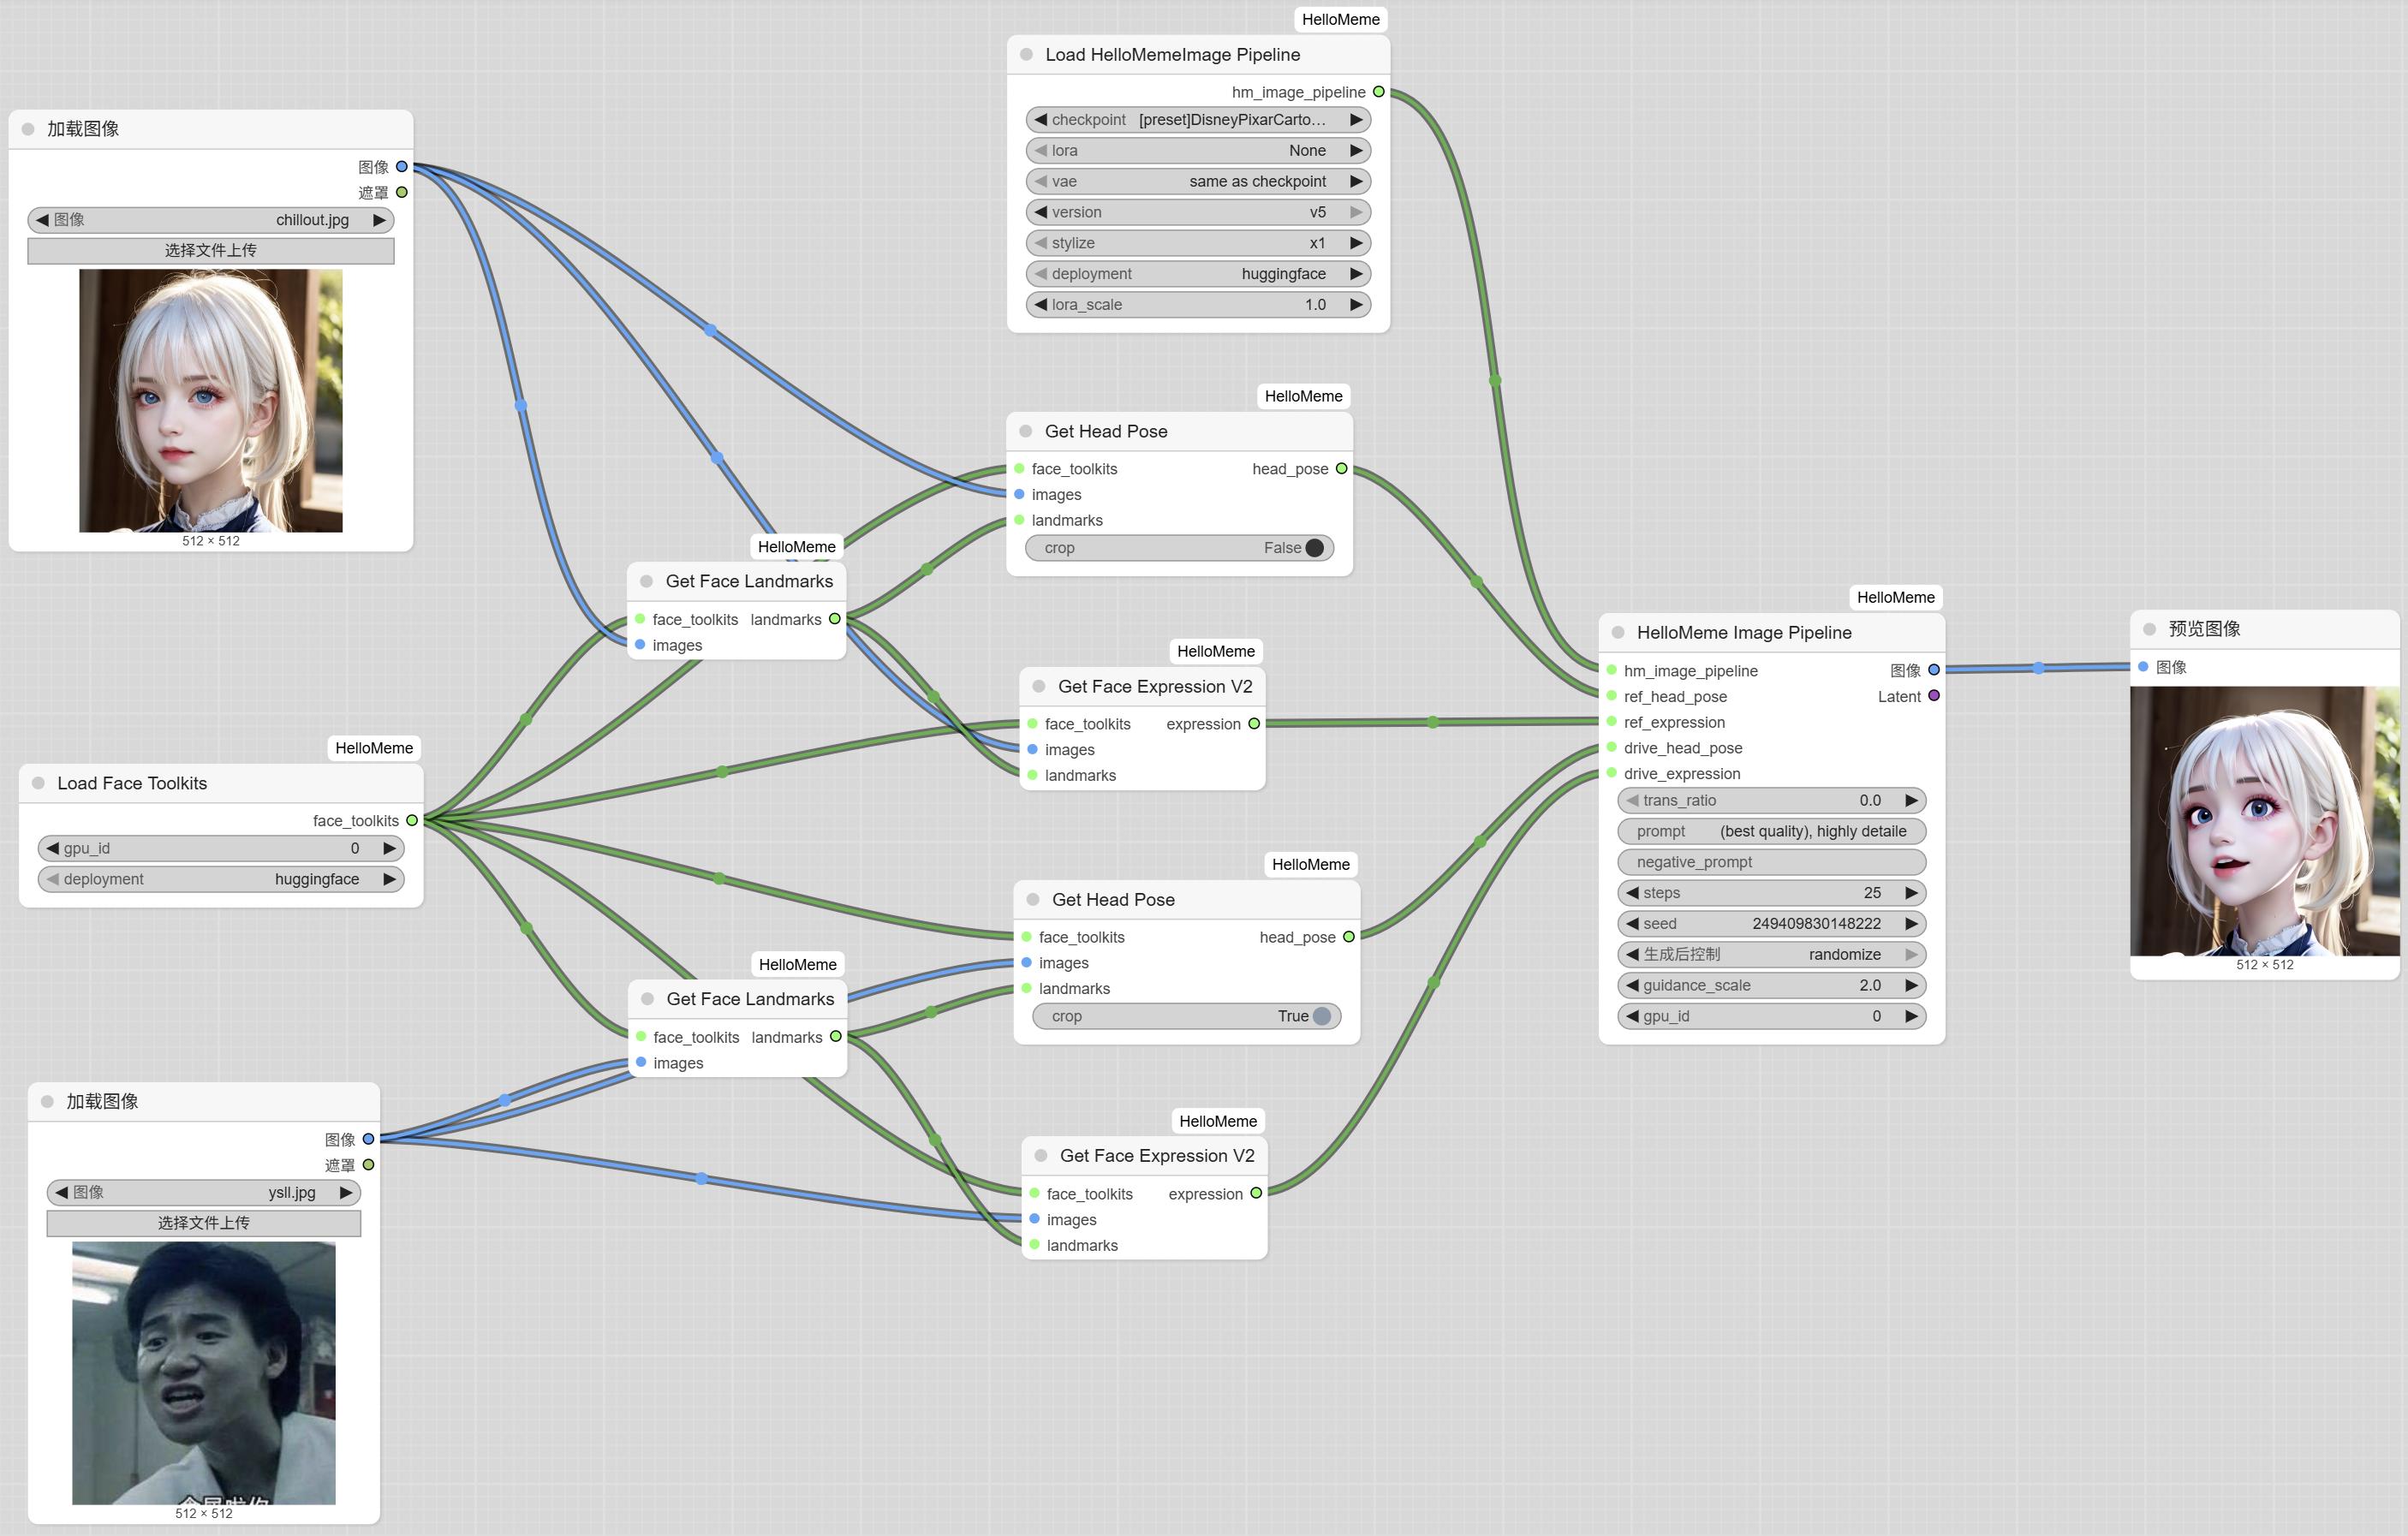 HelloMeme
Load HelloMemeImage Pipeline
hm_image_pipeline
checkpoint [preset]DisneyPixarCarto…
lora None
vae same as checkpoint
version v5
stylize x1
deployment huggingface
lora_scale 1.0
加载图像
图像
遮罩
图像 chillout.jpg
选择文件上传
512 × 512
HelloMeme
Get Head Pose
face_toolkits head_pose
images
landmarks
crop False
HelloMeme
Get Face Landmarks
face_toolkits landmarks
images
HelloMeme
Get Face Expression V2
face_toolkits expression
images
landmarks
HelloMeme
Load Face Toolkits
face_toolkits
gpu_id 0
deployment huggingface
HelloMeme
Get Head Pose
face_toolkits head_pose
images
landmarks
crop True
HelloMeme
Get Face Landmarks
face_toolkits landmarks
images
加载图像
图像
遮罩
图像 ysll.jpg
选择文件上传
512 × 512
HelloMeme
Get Face Expression V2
face_toolkits expression
images
landmarks
HelloMeme
HelloMeme Image Pipeline
hm_image_pipeline 图像
ref_head_pose Latent
ref_expression
drive_head_pose
drive_expression
trans_ratio 0.0
prompt (best quality), highly detaile
negative_prompt
steps 25
seed 249409830148222
生成后控制 randomize
guidance_scale 2.0
gpu_id 0
预览图像
图像
512 × 512